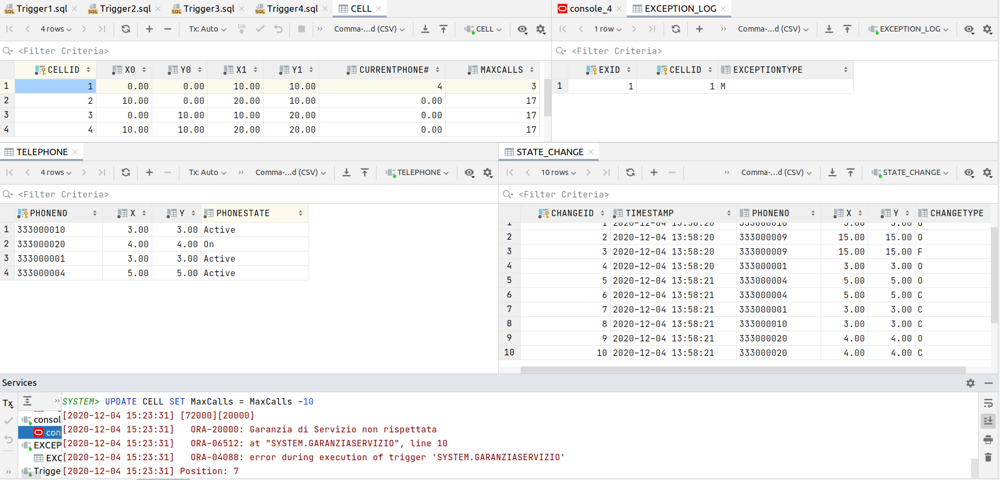 Trigger1.sql Trigger2.sql Trigger3.sql Trigger4.sql CELL
4 rows Tx: Auto DB Comma-...d (CSV) CELL
<Filter Criteria>
CELLID X0 Y0 X1 Y1 CURRENTPHONE# MAXCALLS
1 1 0.00 0.00 10.00 10.00 4 3
2 2 10.00 0.00 20.00 10.00 0.00 17
3 3 0.00 10.00 10.00 20.00 0.00 17
4 4 10.00 10.00 20.00 20.00 0.00 17
console_4 EXCEPTION_LOG
1 row Comma-...d (CSV) EXCEPTION_LOG
<Filter Criteria>
EXID CELLID EXCEPTIONTYPE
1 1 1 M
TELEPHONE
4 rows Tx: Auto Comma-...d (CSV) TELEPHONE
<Filter Criteria>
PHONENO X Y PHONESTATE
1 333000010 3.00 3.00 Active
2 333000020 4.00 4.00 On
3 333000001 3.00 3.00 Active
4 333000004 5.00 5.00 Active
STATE_CHANGE
10 rows Comma-...d (CSV) STATE_CHANGE
<Filter Criteria>
CHANGEID TIMESTAMP PHONENO X Y CHANGETYPE
1 1 2020-12-04 13:58:20 333000010 3.00 3.00 O
2 2 2020-12-04 13:58:20 333000009 15.00 15.00 O
3 3 2020-12-04 13:58:20 333000009 15.00 15.00 F
4 4 2020-12-04 13:58:20 333000001 3.00 3.00 O
5 5 2020-12-04 13:58:21 333000004 5.00 5.00 O
6 6 2020-12-04 13:58:21 333000004 5.00 5.00 C
7 7 2020-12-04 13:58:21 333000001 3.00 3.00 C
8 8 2020-12-04 13:58:21 333000010 3.00 3.00 C
9 9 2020-12-04 13:58:21 333000020 4.00 4.00 O
10 10 2020-12-04 13:58:21 333000020 4.00 4.00 C
Services
Tx
consol
con
EXCEP
EXC
Trigge
SYSTEM> UPDATE CELL SET MaxCalls = MaxCalls -10
[2020-12-04 15:23:31] [72000][20000]
[2020-12-04 15:23:31] ORA-20000: Garanzia di Servizio non rispettata
[2020-12-04 15:23:31] ORA-06512: at "SYSTEM.GARANZIASERVIZIO", line 10
[2020-12-04 15:23:31] ORA-04088: error during execution of trigger 'SYSTEM.GARANZIASERVIZIO'
[2020-12-04 15:23:31] Position: 7